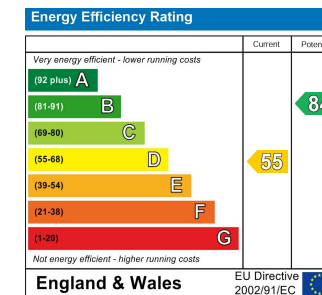 Energy Efficiency Rating
Current
Very energy efficient - lower running costs
(92 plus) A
(81-91) B
(69-80) C
(55-68) D
55
(39-54) E
(21-38) F
(1-20) G
Not energy efficient - higher running costs
England & Wales
EU Directive
2002/91/EC